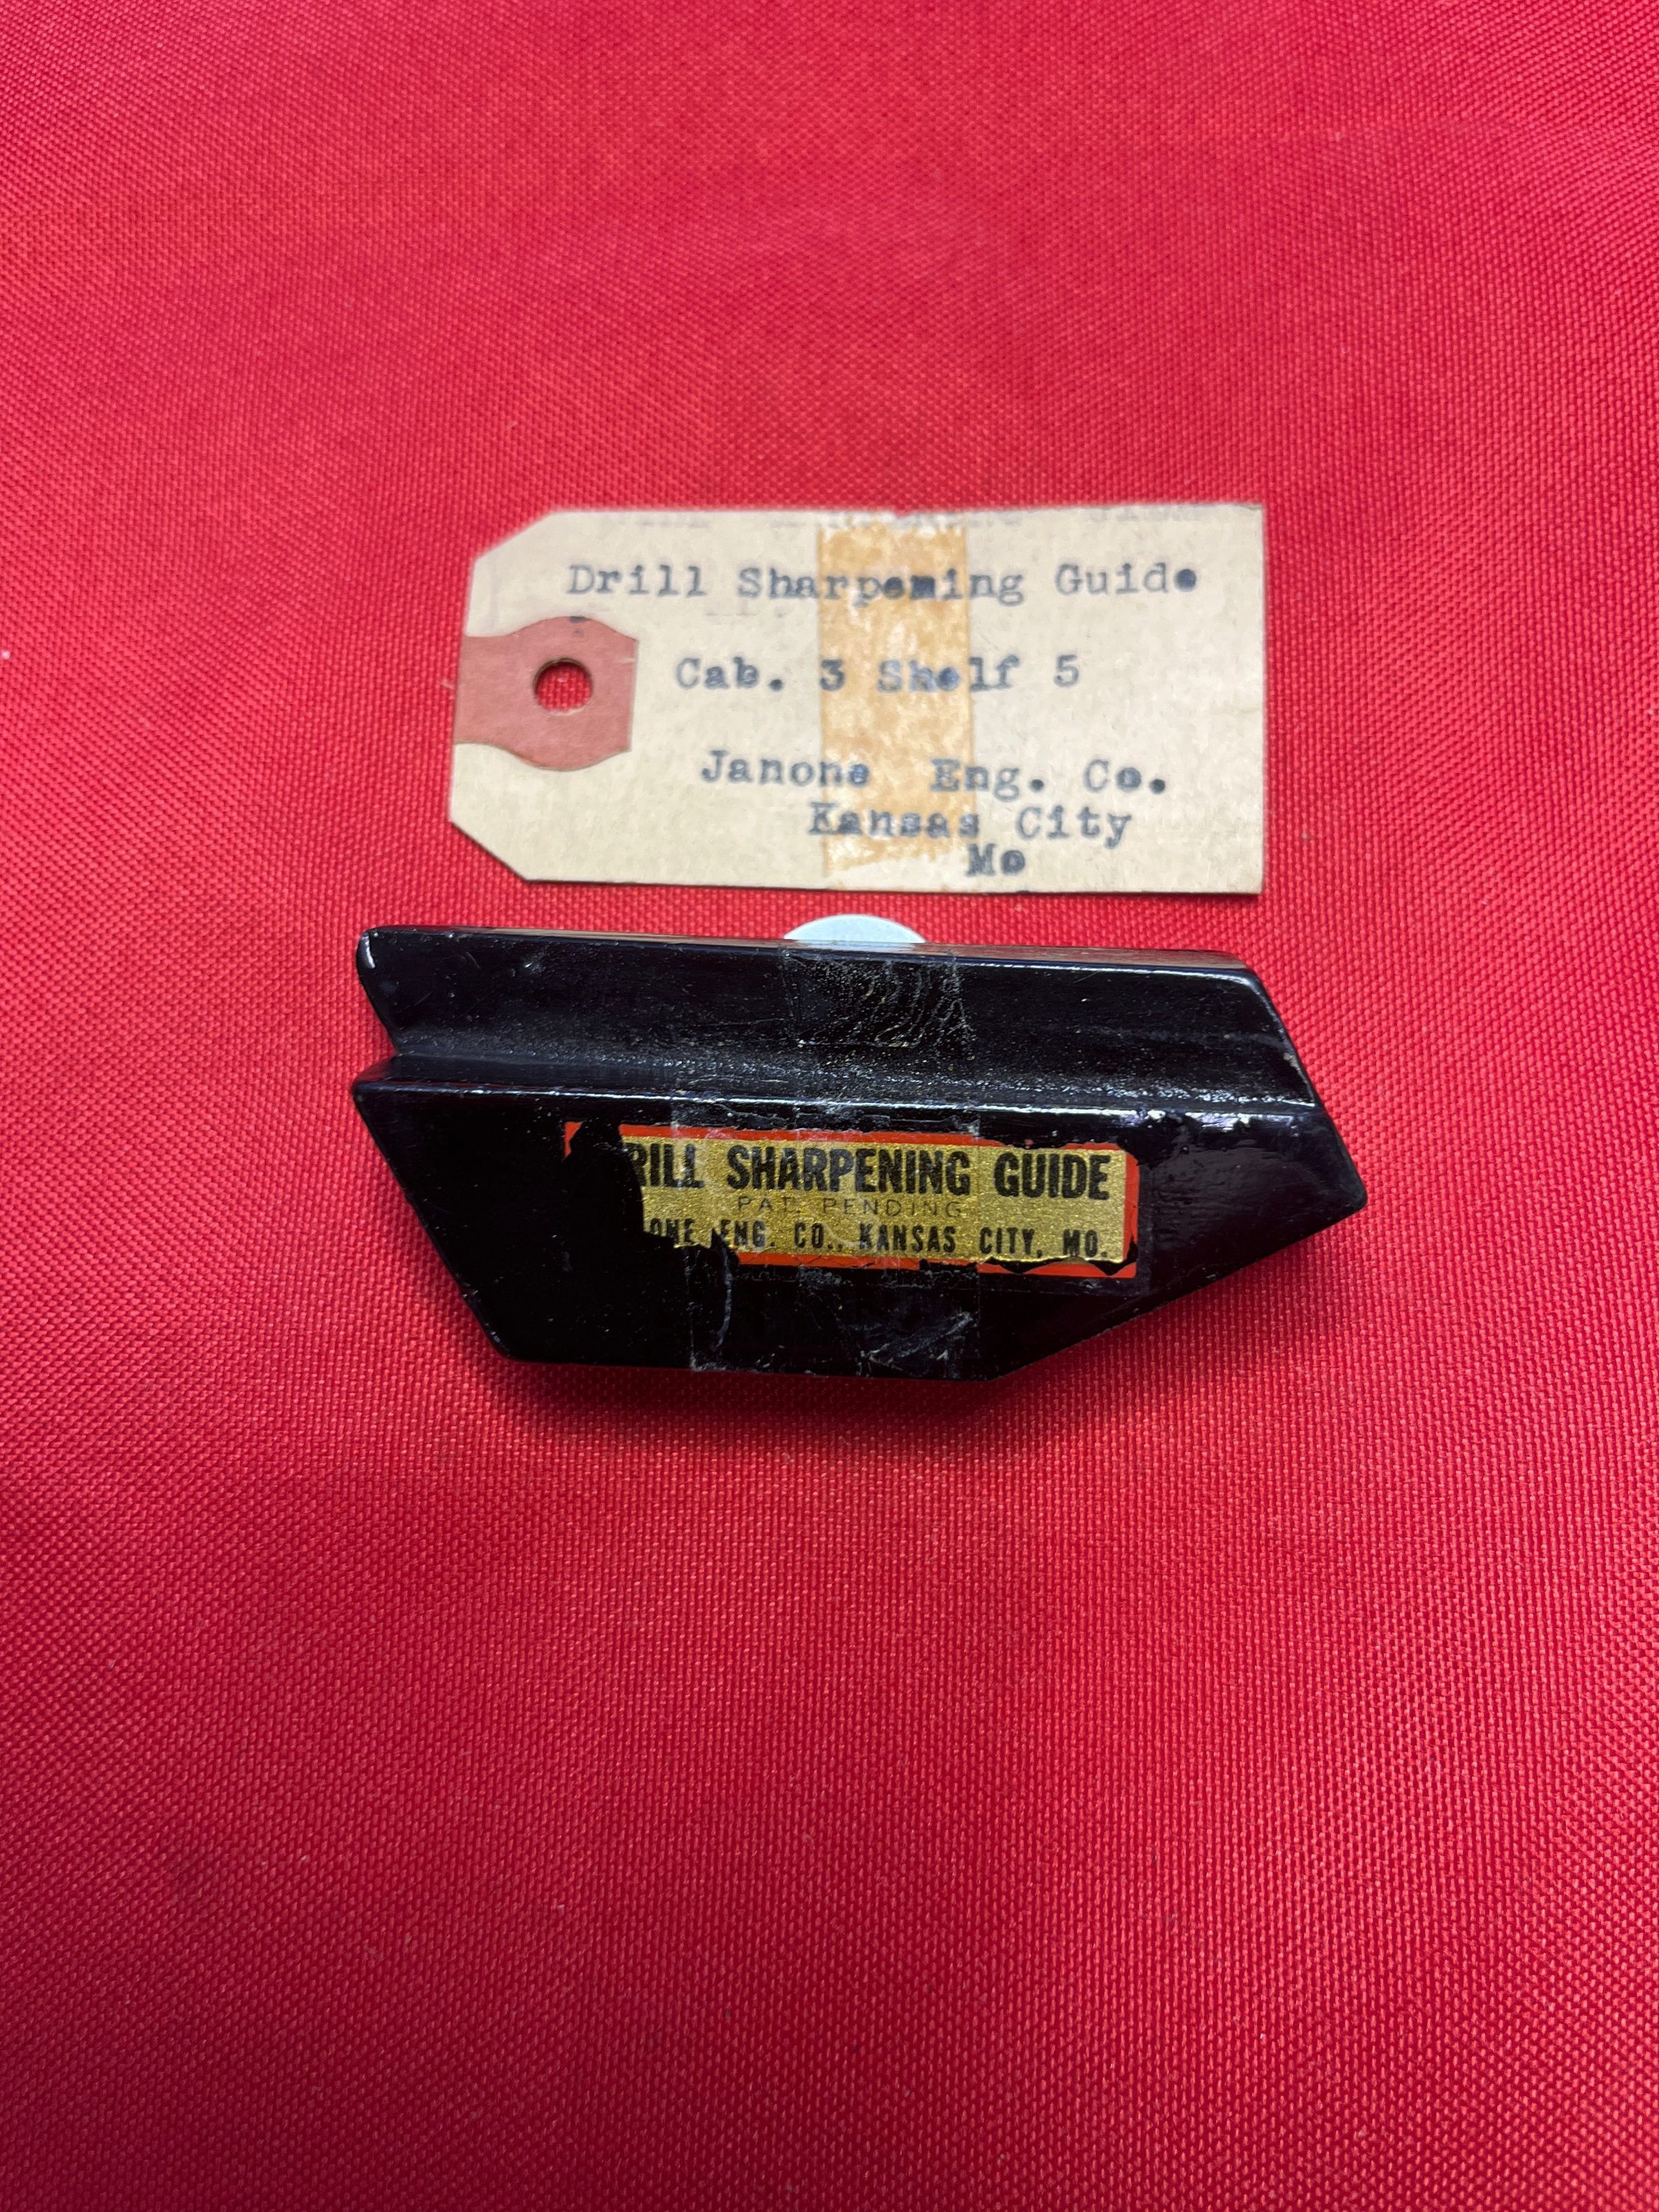 Drill Sharpening Guide
Cab. 3 Shelf 5
Janone Eng. Co.
Kansas City
Mo
RILL SHARPENING GUIDE
PAT. PENDING
ONE ENG. CO., KANSAS CITY, MO.